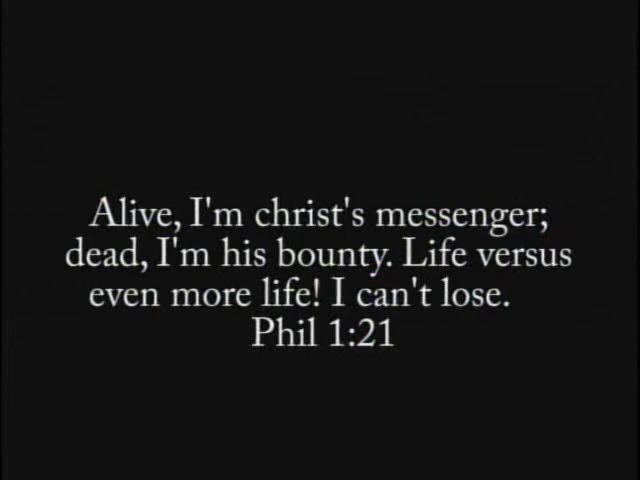 Alive, I'm christ's messenger;
dead, I'm his bounty. Life versus
even more life! I can't lose.
Phil 1:21